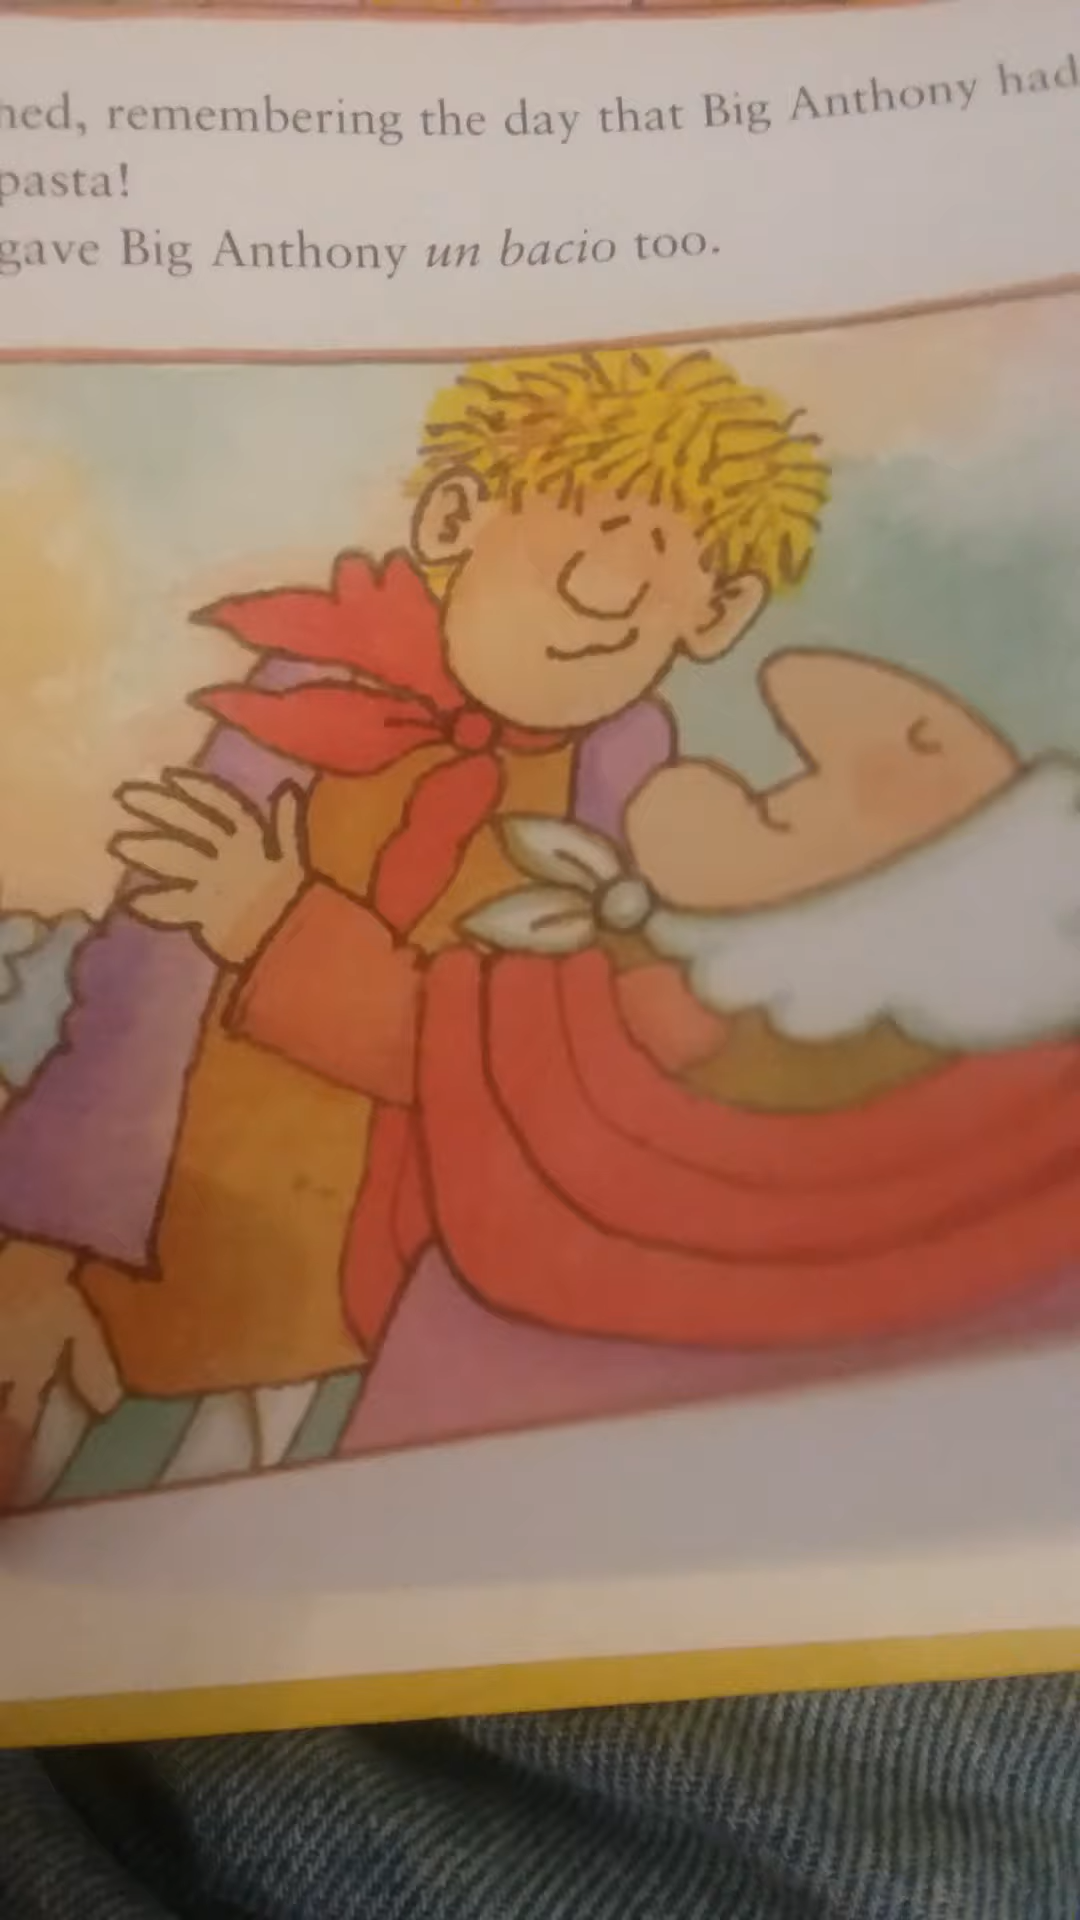 hed, remembering the day that Big Anthony had
pasta!
gave Big Anthony un bacio too.